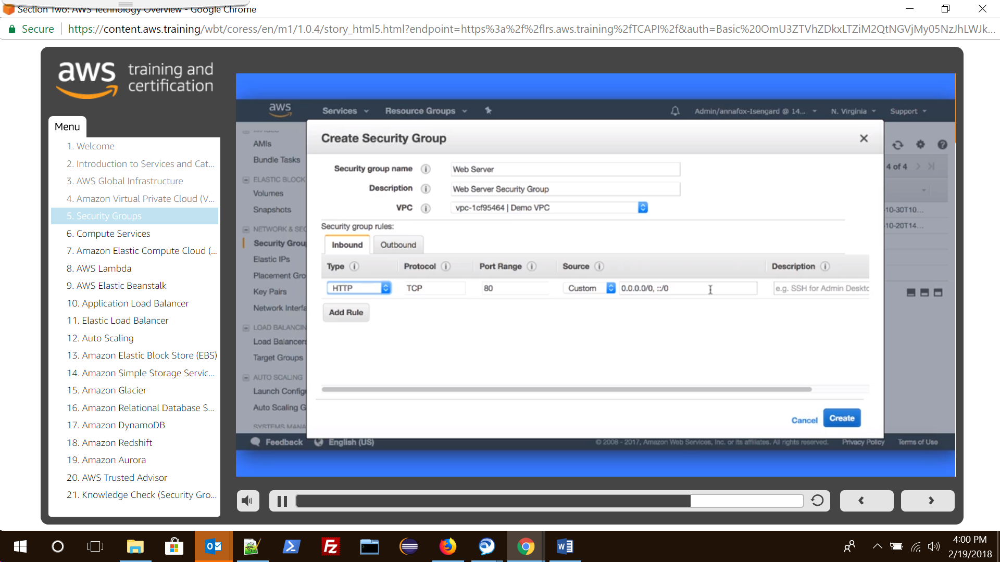 Section Two: AWS Technology Overview - Google Chrome
Secure
https://content.aws.training/wbt/coress/en/m1/1.0.4/story_html5.html?endpoint=https%3a%2f%2flrs.aws.training%2fTCAPI%2f&auth=Basic%20OmU3ZTVhZDkxLTZiM2QtNGVjMy05NzJhLWJk...
aws training and certification
Menu
1. Welcome
2. Introduction to Services and Cat...
3. AWS Global Infrastructure
4. Amazon Virtual Private Cloud (V...
5. Security Groups
6. Compute Services
7. Amazon Elastic Compute Cloud (...
8. AWS Lambda
9. AWS Elastic Beanstalk
10. Application Load Balancer
11. Elastic Load Balancer
12. Auto Scaling
13. Amazon Elastic Block Store (EBS)
14. Amazon Simple Storage Servic...
15. Amazon Glacier
16. Amazon Relational Database S...
17. Amazon DynamoDB
18. Amazon Redshift
19. Amazon Aurora
20. AWS Trusted Advisor
21. Knowledge Check (Security Gro...
aws Services Resource Groups Admin/annafox-Isengard @ 14... N. Virginia Support
AMIs
Bundle Tasks
ELASTIC BLOCK
Volumes
Snapshots
NETWORK & SEC
Security Grou
Elastic IPs
Placement Gro
Key Pairs
Network Interfa
LOAD BALANCIN
Load Balancers
Target Groups
AUTO SCALING
Launch Config
Auto Scaling G
SYSTEMS MANA
Create Security Group
Security group name Web Server
Description Web Server Security Group
VPC vpc-1cf95464 | Demo VPC
Security group rules:
Inbound Outbound
Type Protocol Port Range Source Description
HTTP TCP 80 Custom 0.0.0.0/0, ::/0 e.g. SSH for Admin Deskto
Add Rule
Cancel Create
4 of 4
10-30T10...
10-20T14...
Feedback English (US) © 2008 - 2017, Amazon Web Services, Inc. or its affiliates. All rights reserved. Privacy Policy Terms of Use
4:00 PM
2/19/2018